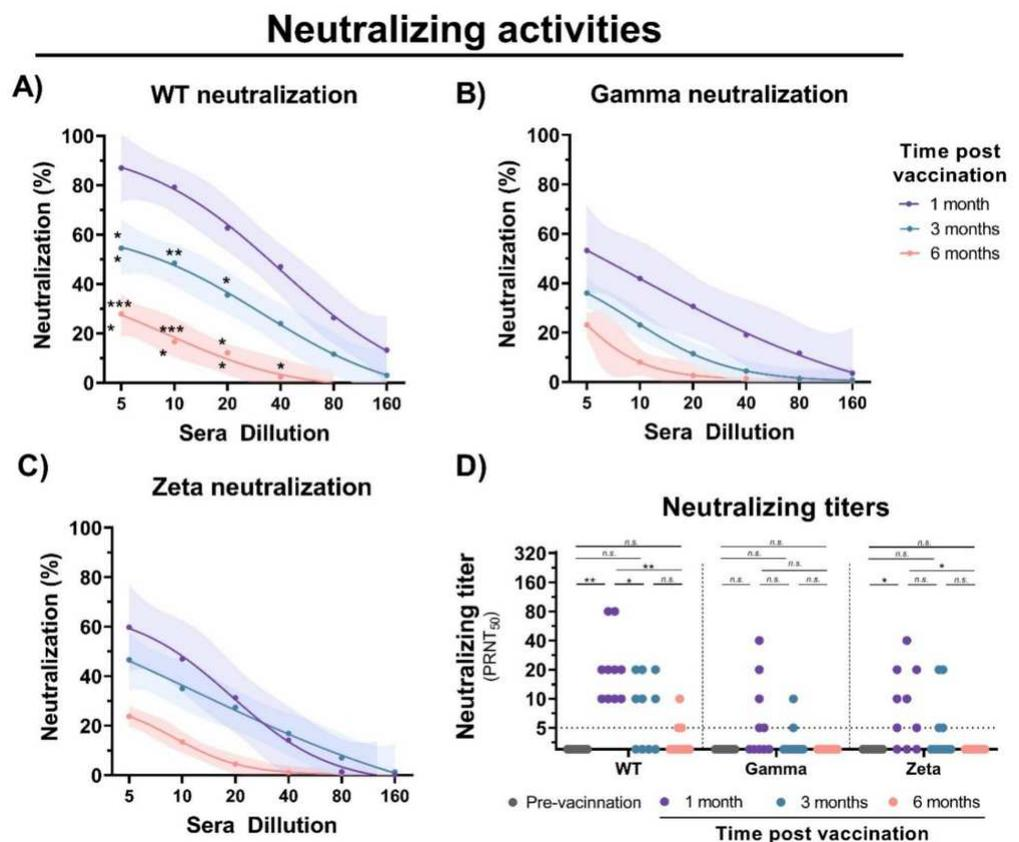 Neutralizing activities
A)
WT neutralization
Neutralization (%)
100
80
60
40
20
0
*
*
**
*
***
*
***
*
*
*
*
5 10 20 40 80 160
Sera Dillution
B)
Gamma neutralization
Neutralization (%)
100
80
60
40
20
0
5 10 20 40 80 160
Sera Dillution
Time post
vaccination
1 month
3 months
6 months
C)
Zeta neutralization
Neutralization (%)
100
80
60
40
20
0
5 10 20 40 80 160
Sera Dillution
D)
Neutralizing titers
Neutralizing titer
(PRNT50)
320
160
80
40
20
10
5
n.s. n.s. n.s.
n.s. n.s. n.s.
** n.s. *
** * n.s. n.s. n.s. n.s. * n.s. n.s.
WT Gamma Zeta
Pre-vacinnation 1 month 3 months 6 months
Time post vaccination